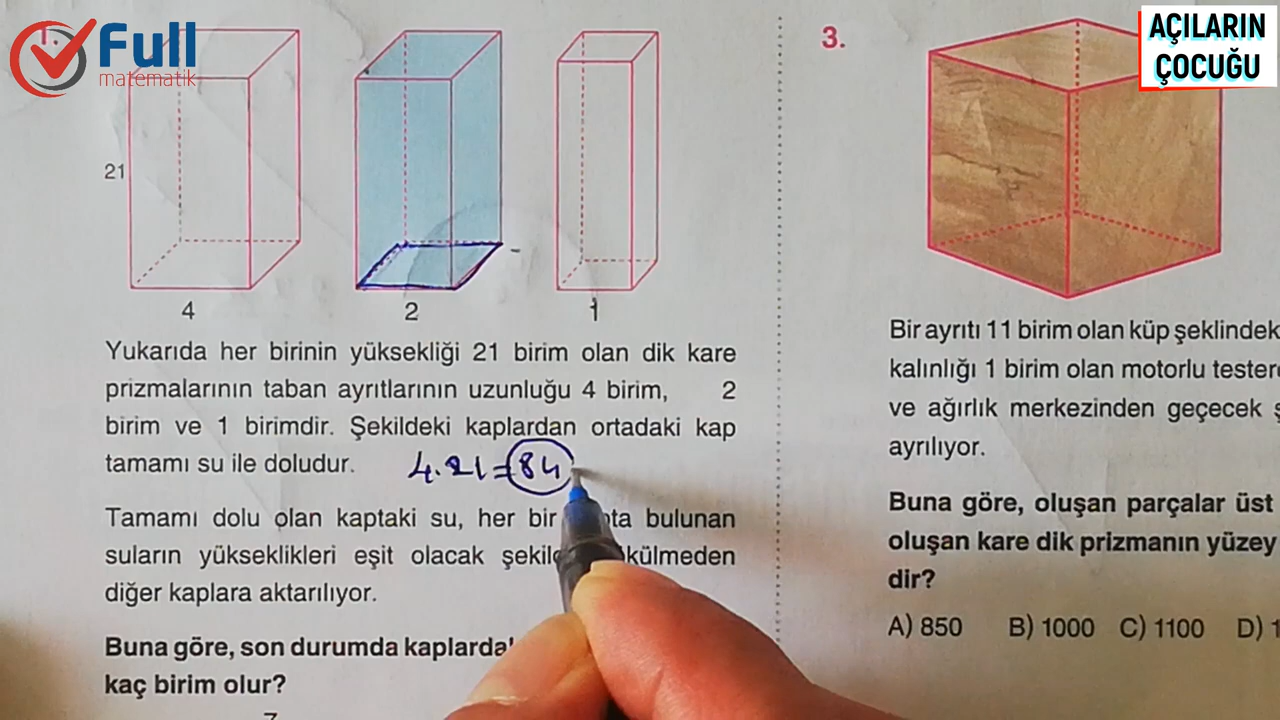 Full
matematik
AÇILARIN
ÇOCUĞU
21
4
2
1
Yukarıda her birinin yüksekliği 21 birim olan dik kare
prizmalarının taban ayrıtlarının uzunluğu 4 birim, 2
birim ve 1 birimdir. Şekildeki kaplardan ortadaki kap
tamamı su ile doludur.
4.21=84
Tamamı dolu olan kaptaki su, her bir bulunan
suların yükseklikleri eşit olacak
diğer kaplara aktarılıyor.
Buna göre, son durumda
kaç birim olur?
3.
Bir ayrıtı 11 birim olan küp
kalınlığı 1 birim olan motorlu
ve ağırlık merkezinden geçecek
ayrılıyor.
Buna göre, oluşan parçalar üst
oluşan kare dik prizmanın yüzey
dir?
A) 850 B) 1000 C) 1100 D)